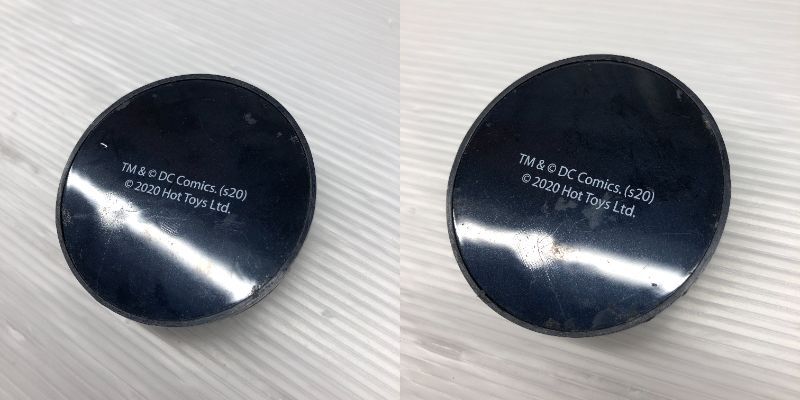 TM & © DC Comics. (s20)
© 2020 Hot Toys Ltd.
TM & © DC Comics. (s20)
© 2020 Hot Toys Ltd.